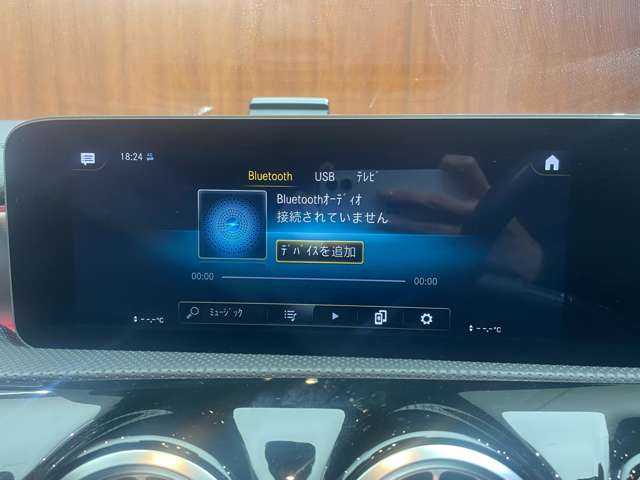 18:24
Bluetooth USB ﾃﾚﾋﾞ
Bluetoothｵｰﾃﾞｨｵ
接続されていません
ﾃﾞﾊﾞｲｽを追加
00:00 00:00
ﾐｭｰｼﾞｯｸ
--.-°C
--.-°C